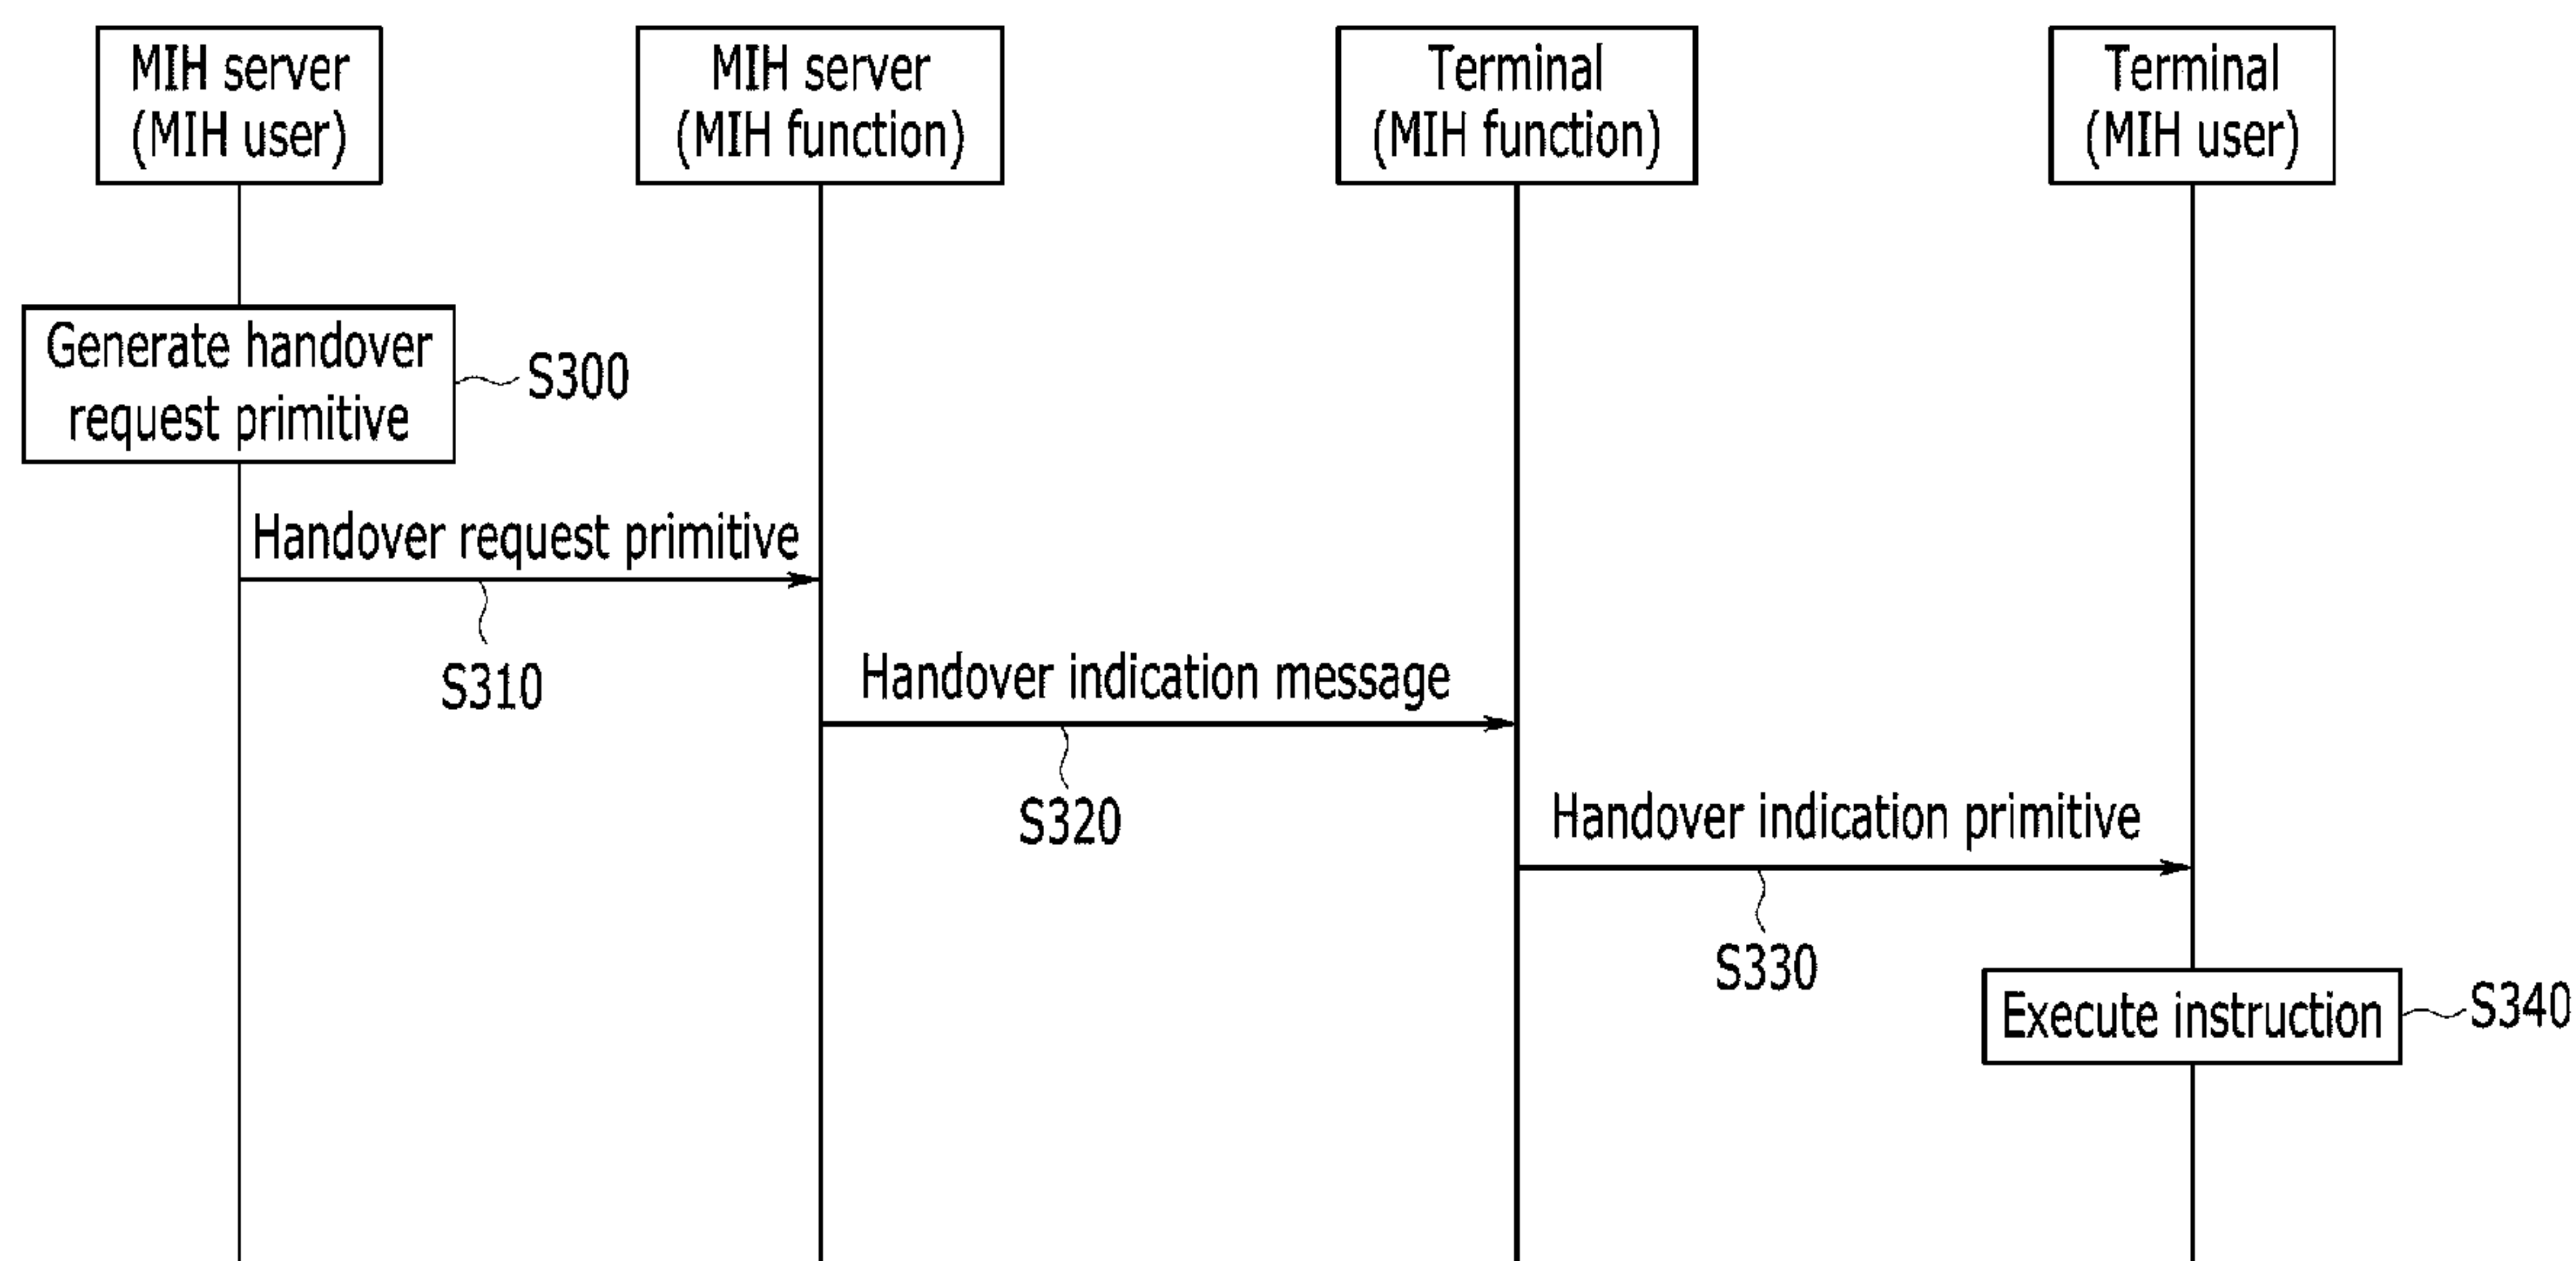 MIH server
(MIH user)
MIH server
(MIH function)
Terminal
(MIH function)
Terminal
(MIH user)
Generate handover
request primitive
S300
Handover request primitive
S310
Handover indication message
S320
Handover indication primitive
S330
Execute instruction
S340